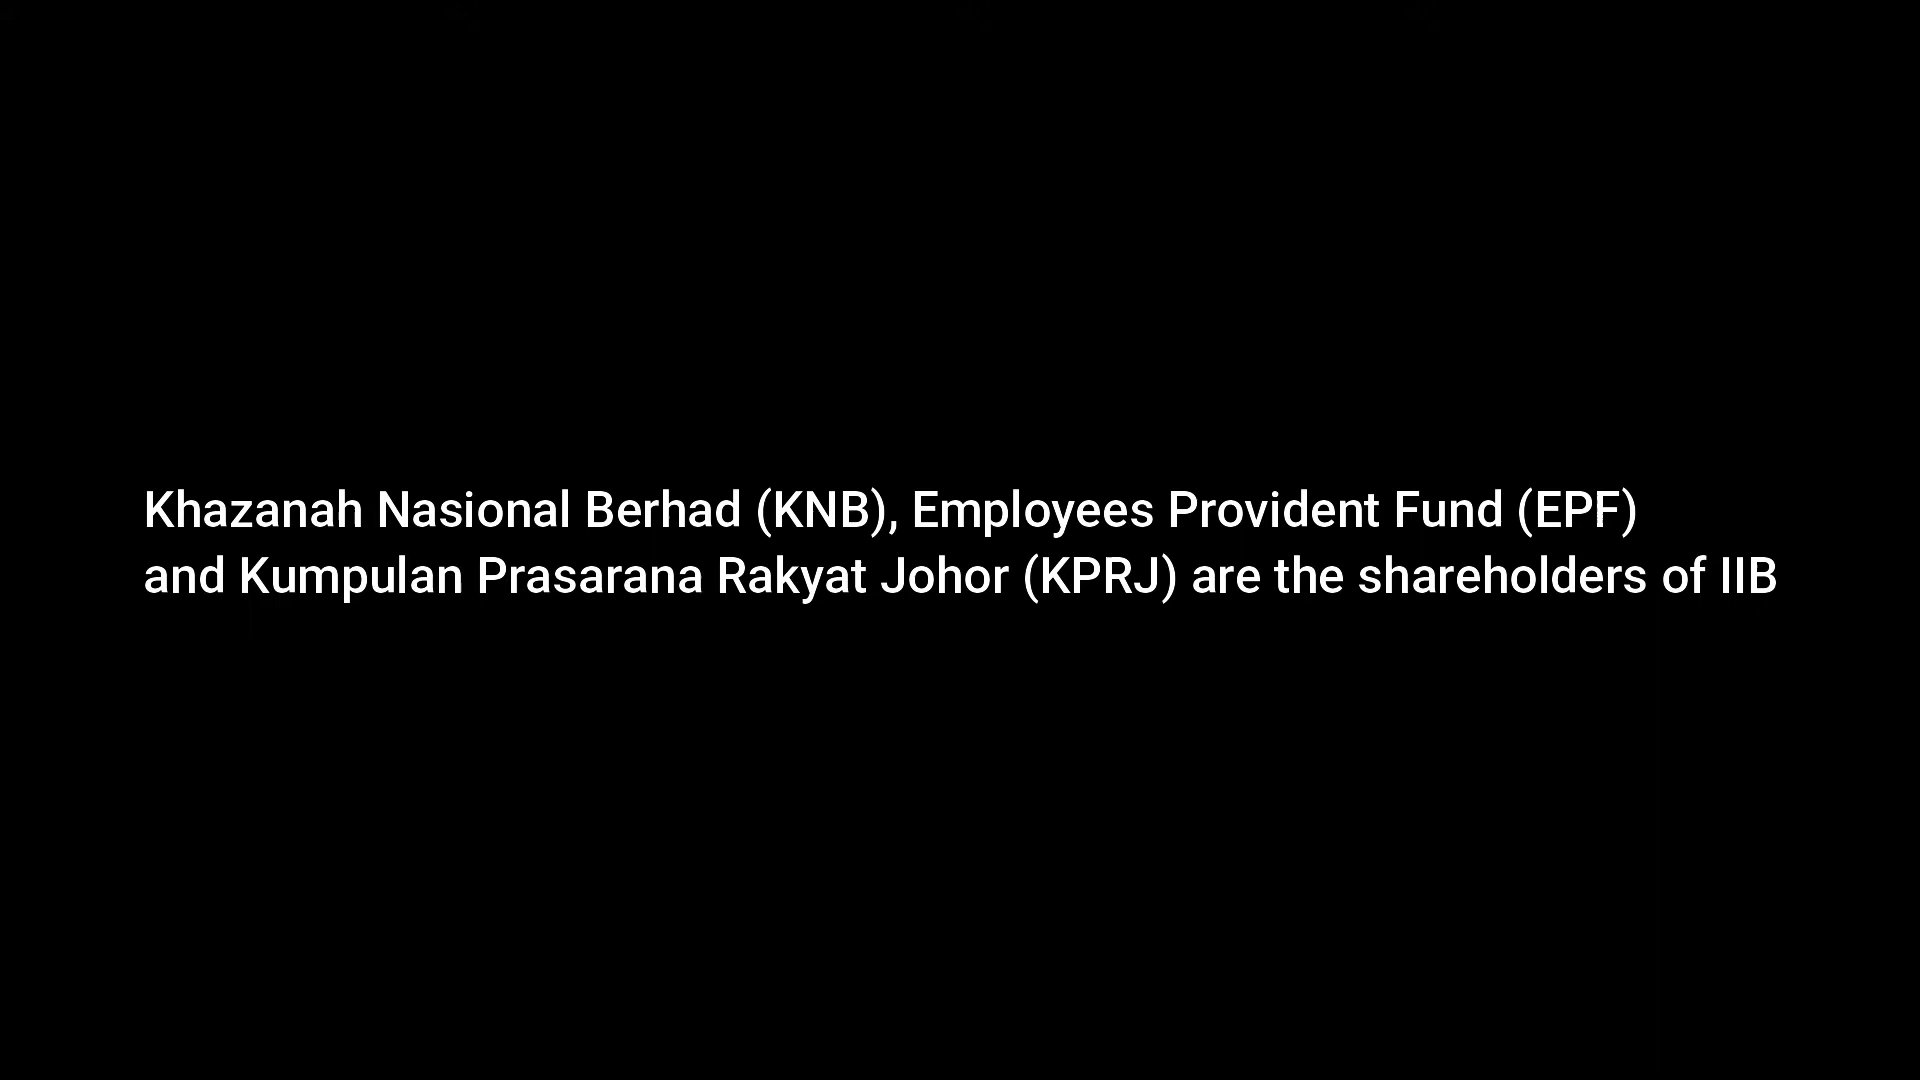 Khazanah Nasional Berhad (KNB), Employees Provident Fund (EPF)
and Kumpulan Prasarana Rakyat Johor (KPRJ) are the shareholders of IIB